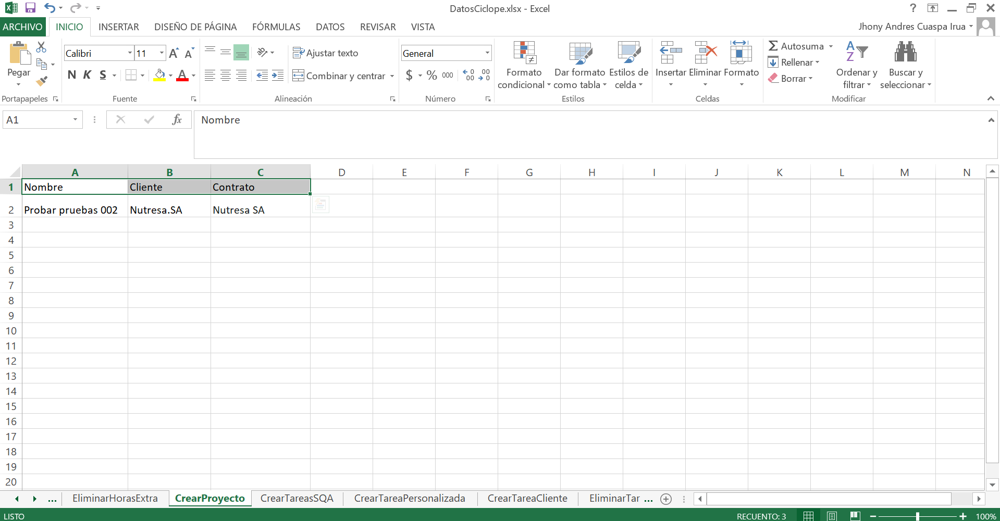 DatosCiclope.xlsx - Excel
?
ARCHIVO INICIO INSERTAR DISEÑO DE PÁGINA FÓRMULAS DATOS REVISAR VISTA
Jhony Andres Cuaspa Irua
Pegar
Portapapeles
Calibri 11 A A
N K S A
Fuente
Ajustar texto
Combinar y centrar
Alineación
General
$ % 000
Número
Formato condicional
Dar formato como tabla
Estilos de celda
Estilos
Insertar Eliminar Formato
Celdas
Autosuma
Rellenar
Borrar
Ordenar y filtrar
Buscar y seleccionar
Modificar
A1 fx Nombre
A B C D E F G H I J K L M N
1 Nombre Cliente Contrato
2 Probar pruebas 002 Nutresa.SA Nutresa SA
3
4
5
6
7
8
9
10
11
12
13
14
15
16
17
18
19
20
... EliminarHorasExtra CrearProyecto CrearTareasSQA CrearTareaPersonalizada CrearTareaCliente EliminarTar ...
LISTO RECUENTO: 3 100%